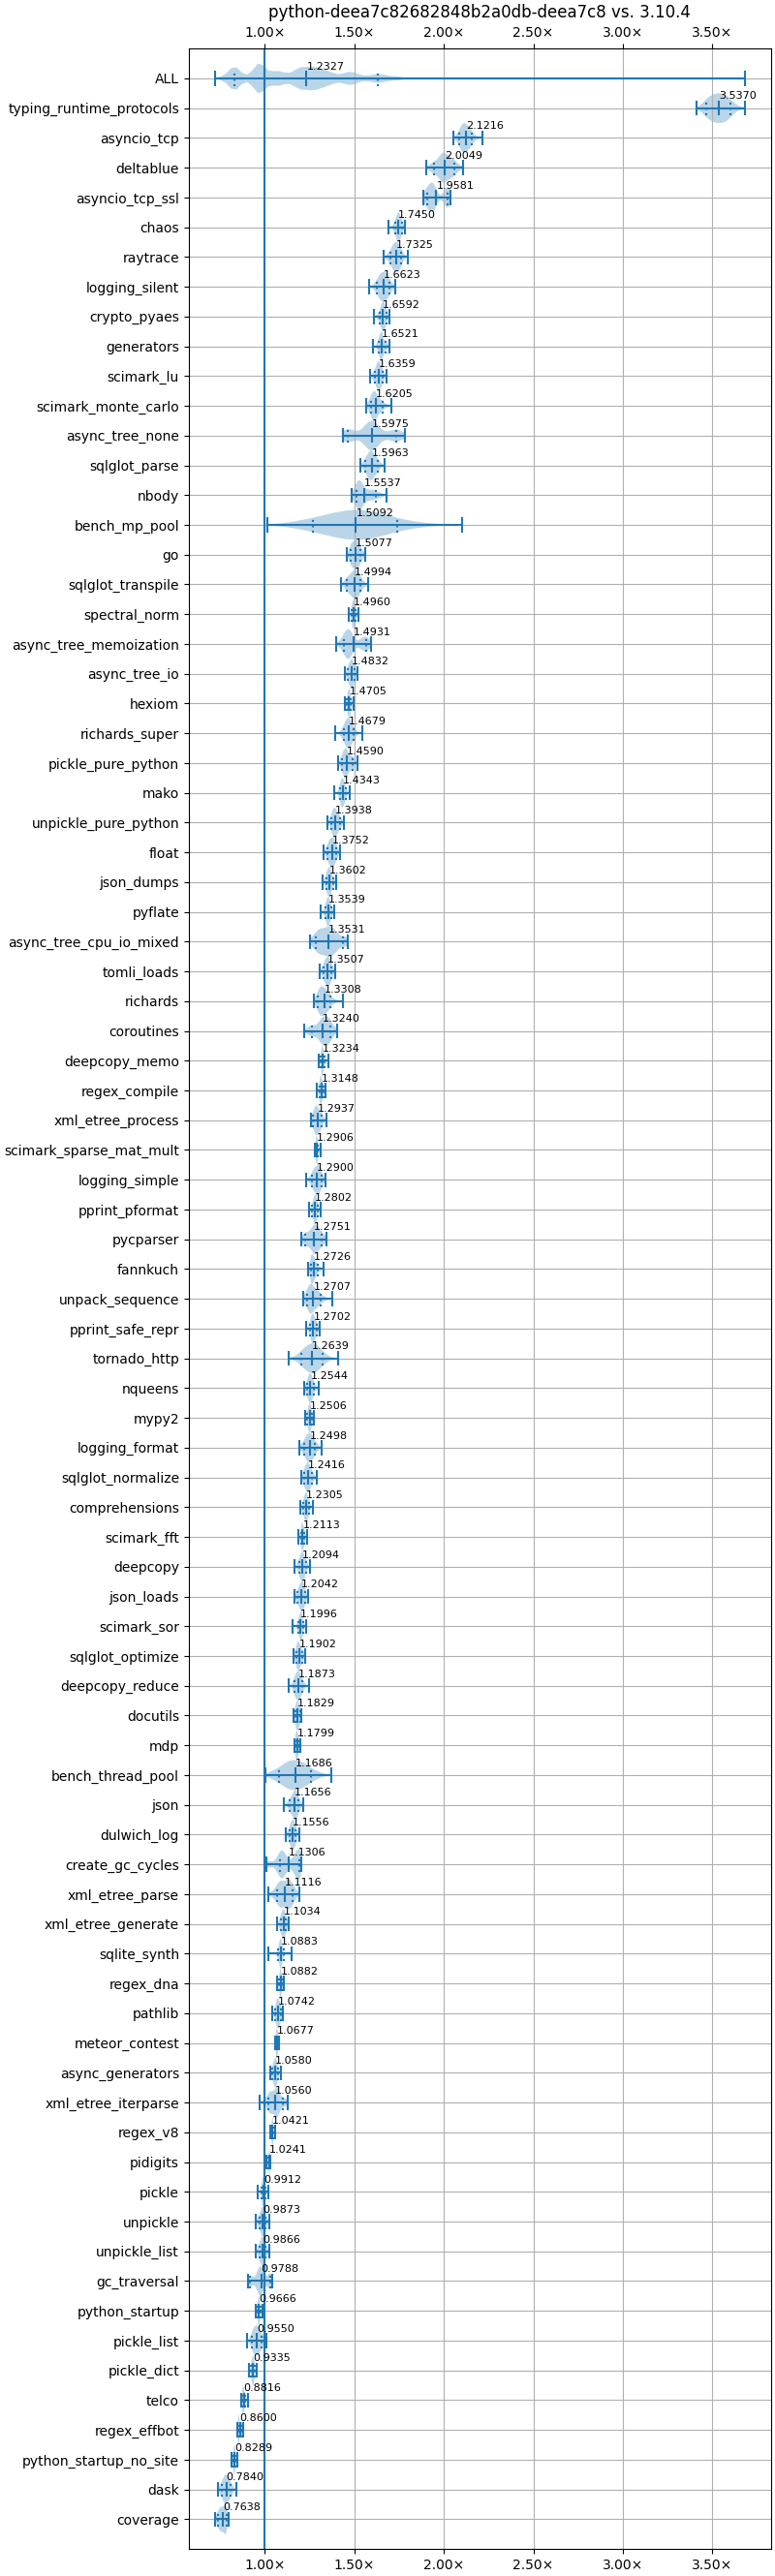 python-deea7c82682848b2a0db-deea7c8 vs. 3.10.4
1.00× 1.50× 2.00× 2.50× 3.00× 3.50×
ALL 1.2327
typing_runtime_protocols 3.5370
asyncio_tcp 2.1216
deltablue 2.0049
asyncio_tcp_ssl 1.9581
chaos 1.7450
raytrace 1.7325
logging_silent 1.6623
crypto_pyaes 1.6592
generators 1.6521
scimark_lu 1.6359
scimark_monte_carlo 1.6205
async_tree_none 1.5975
sqlglot_parse 1.5963
nbody 1.5537
bench_mp_pool 1.5092
go 1.5077
sqlglot_transpile 1.4994
spectral_norm 1.4960
async_tree_memoization 1.4931
async_tree_io 1.4832
hexiom 1.4705
richards_super 1.4679
pickle_pure_python 1.4590
mako 1.4343
unpickle_pure_python 1.3938
float 1.3752
json_dumps 1.3602
pyflate 1.3539
async_tree_cpu_io_mixed 1.3531
tomli_loads 1.3507
richards 1.3308
coroutines 1.3240
deepcopy_memo 1.3234
regex_compile 1.3148
xml_etree_process 1.2937
scimark_sparse_mat_mult 1.2906
logging_simple 1.2900
pprint_pformat 1.2802
pycparser 1.2751
fannkuch 1.2726
unpack_sequence 1.2707
pprint_safe_repr 1.2702
tornado_http 1.2639
nqueens 1.2544
mypy2 1.2506
logging_format 1.2498
sqlglot_normalize 1.2416
comprehensions 1.2305
scimark_fft 1.2113
deepcopy 1.2094
json_loads 1.2042
scimark_sor 1.1996
sqlglot_optimize 1.1902
deepcopy_reduce 1.1873
docutils 1.1829
mdp 1.1799
bench_thread_pool 1.1686
json 1.1656
dulwich_log 1.1556
create_gc_cycles 1.1306
xml_etree_parse 1.1116
xml_etree_generate 1.1034
sqlite_synth 1.0883
regex_dna 1.0882
pathlib 1.0742
meteor_contest 1.0677
async_generators 1.0580
xml_etree_iterparse 1.0560
regex_v8 1.0421
pidigits 1.0241
pickle 0.9912
unpickle 0.9873
unpickle_list 0.9866
gc_traversal 0.9788
python_startup 0.9666
pickle_list 0.9550
pickle_dict 0.9335
telco 0.8816
regex_effbot 0.8600
python_startup_no_site 0.8289
dask 0.7840
coverage 0.7638
1.00× 1.50× 2.00× 2.50× 3.00× 3.50×